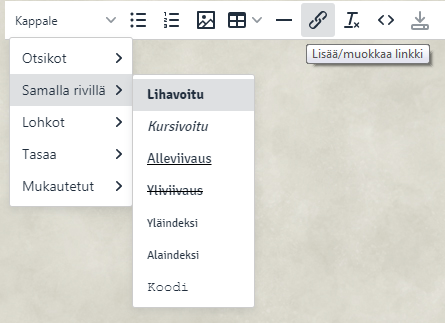 Kappale
Lisää/muokkaa linkki
Otsikot
Samalla rivillä
Lohkot
Tasaa
Mukautetut
Lihavoitu
Kursivoitu
Alleviivaus
Yliviivaus
Yläindeksi
Alaindeksi
Koodi